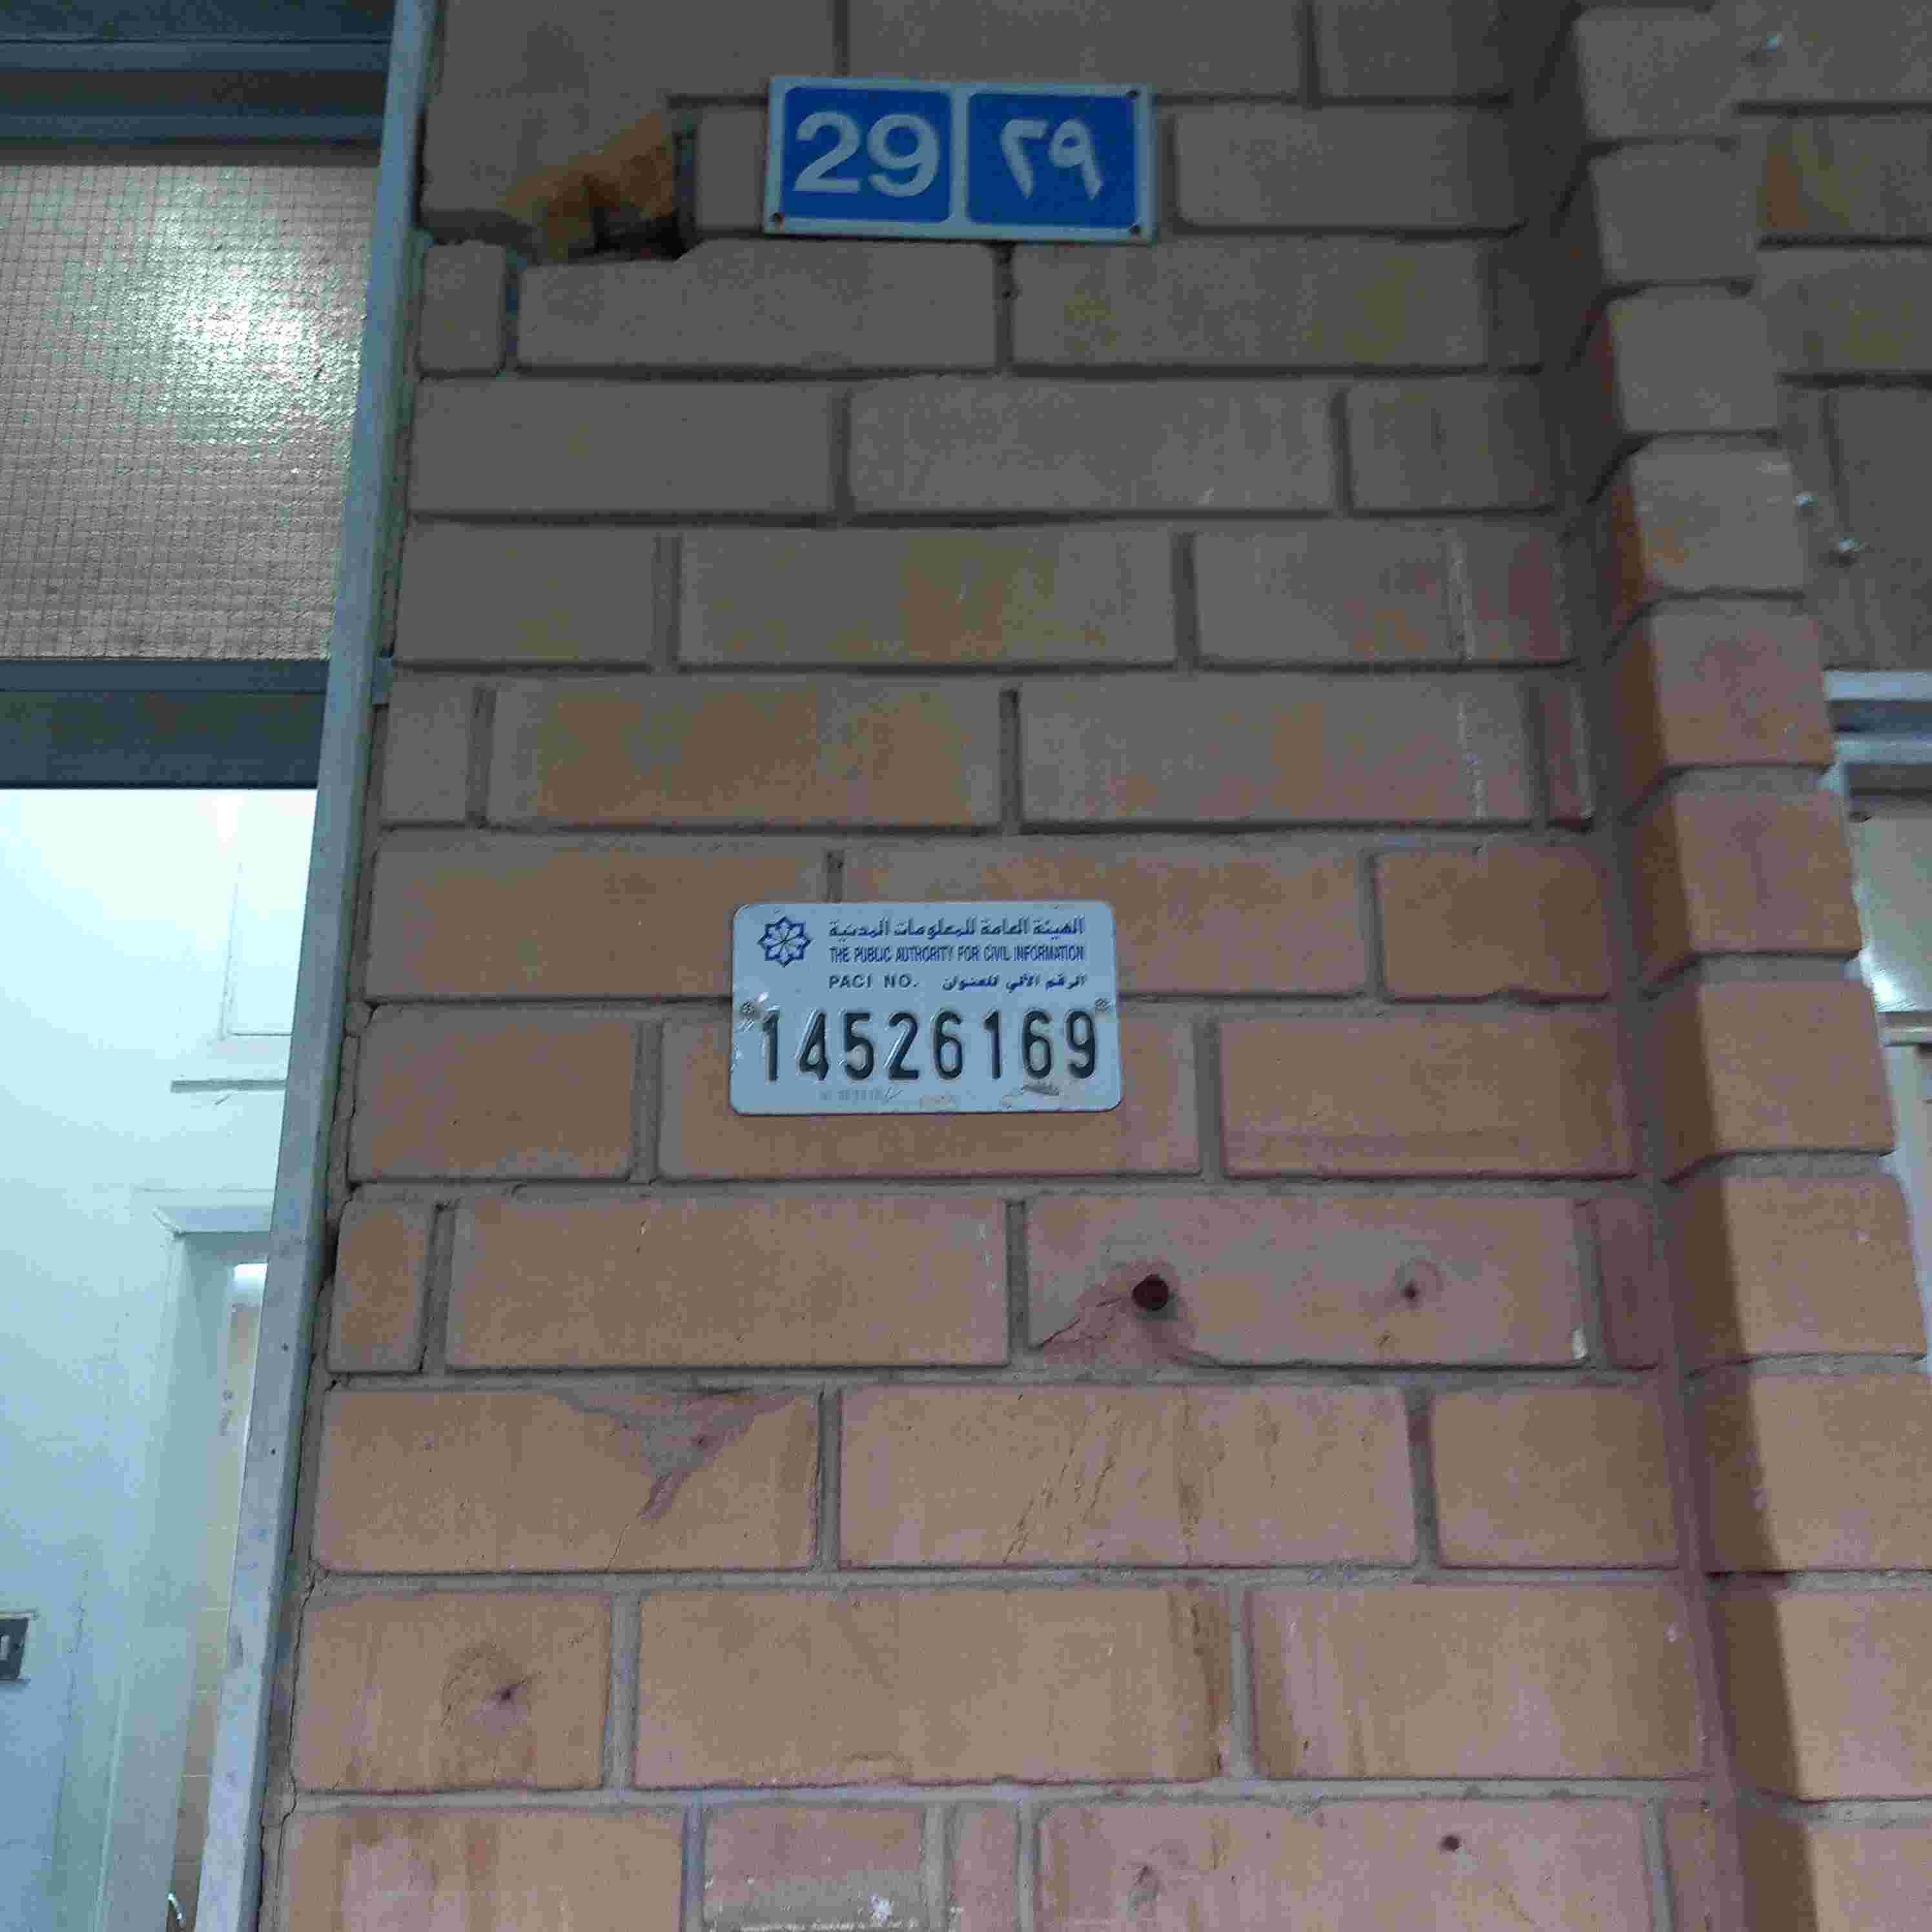 29 ٢٩
الهيئة العامة للمعلومات المدنية
THE PUBLIC AUTHORITY FOR CIVIL INFORMATION
PACI NO. الرقم الآلي للعنوان
14526169